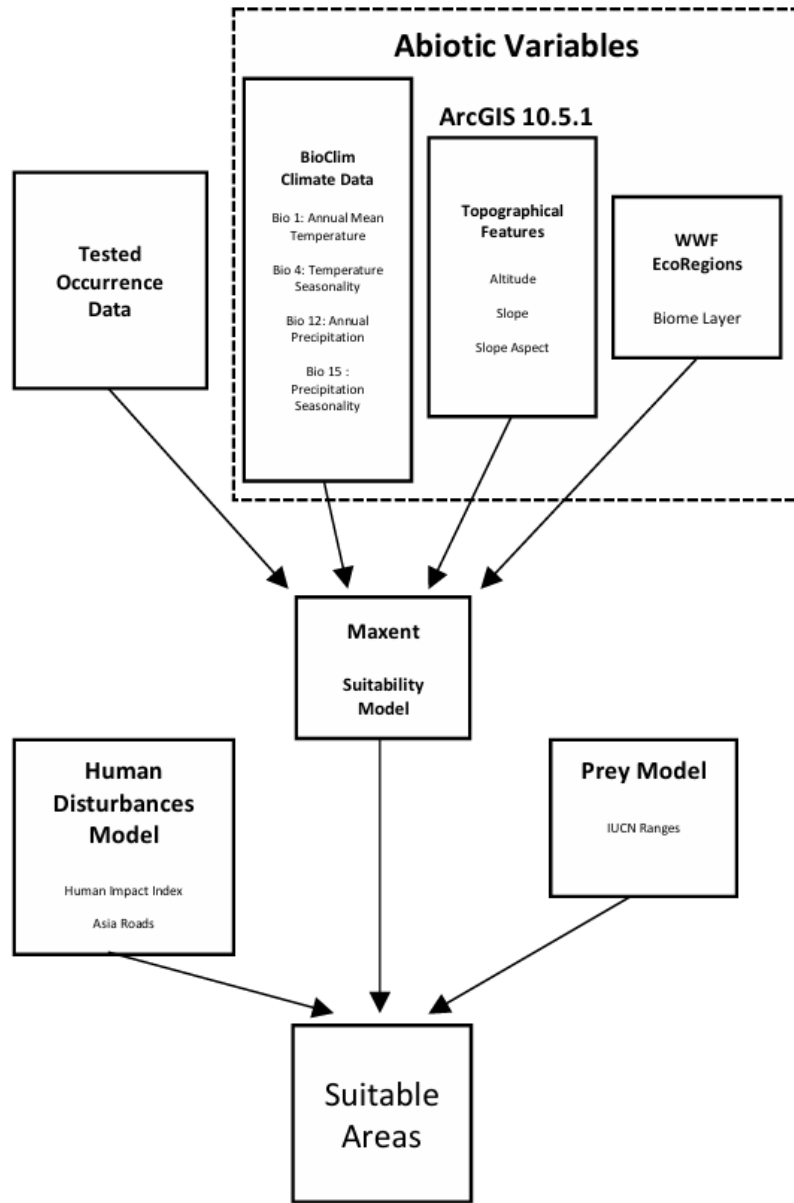 Abiotic Variables
Tested
Occurrence
Data
BioClim
Climate Data
Bio 1: Annual Mean
Temperature
Bio 4: Temperature
Seasonality
Bio 12: Annual
Precipitation
Bio 15 :
Precipitation
Seasonality
ArcGIS 10.5.1
Topographical
Features
Altitude
Slope
Slope Aspect
WWF
EcoRegions
Biome Layer
Maxent
Suitability
Model
Human
Disturbances
Model
Human Impact Index
Asia Roads
Prey Model
IUCN Ranges
Suitable
Areas